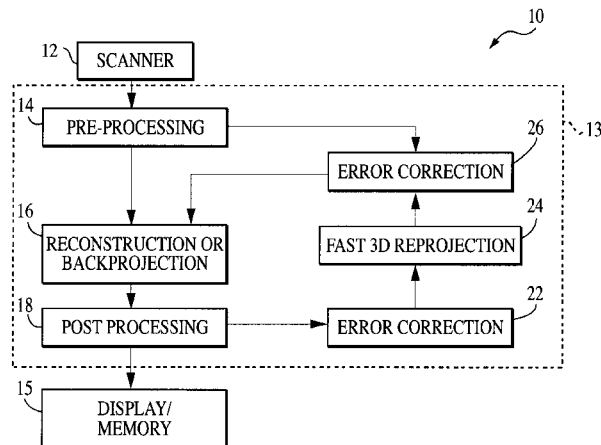 10
12
SCANNER
14
PRE-PROCESSING
13
26
ERROR CORRECTION
24
16
RECONSTRUCTION OR
BACKPROJECTION
FAST 3D REPROJECTION
18
POST PROCESSING
22
ERROR CORRECTION
15
DISPLAY/
MEMORY